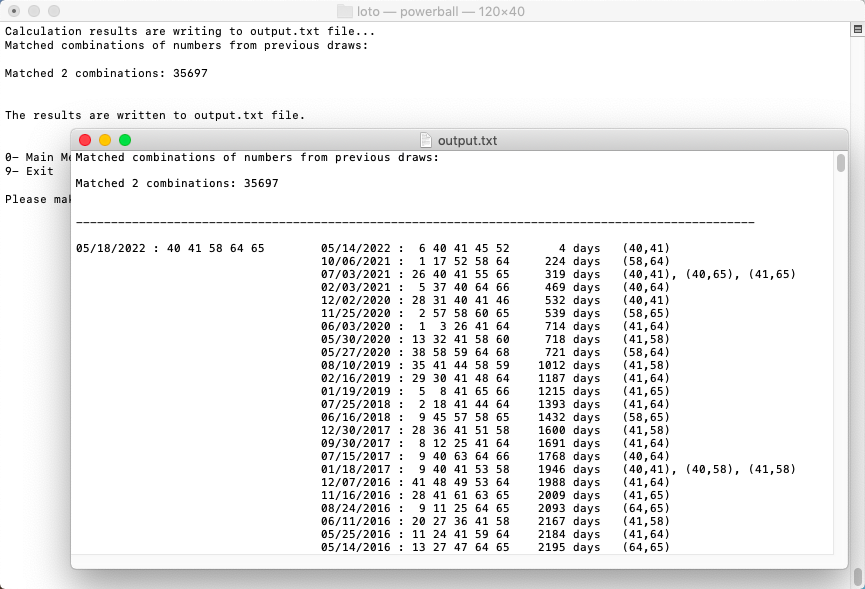 loto — powerball — 120×40
Calculation results are writing to output.txt file...
Matched combinations of numbers from previous draws:
Matched 2 combinations: 35697
The results are written to output.txt file.
0- Main Me
9- Exit
Please mak
output.txt
Matched combinations of numbers from previous draws:
Matched 2 combinations: 35697
-------------------------------------------------------------------------------------------------
05/18/2022 : 40 41 58 64 65 05/14/2022 : 6 40 41 45 52 4 days (40,41)
10/06/2021 : 1 17 52 58 64 224 days (58,64)
07/03/2021 : 26 40 41 55 65 319 days (40,41), (40,65), (41,65)
02/03/2021 : 5 37 40 64 66 469 days (40,64)
12/02/2020 : 28 31 40 41 46 532 days (40,41)
11/25/2020 : 2 57 58 60 65 539 days (58,65)
06/03/2020 : 1 3 26 41 64 714 days (41,64)
05/30/2020 : 13 32 41 58 60 718 days (41,58)
05/27/2020 : 38 58 59 64 68 721 days (58,64)
08/10/2019 : 35 41 44 58 59 1012 days (41,58)
02/16/2019 : 29 30 41 48 64 1187 days (41,64)
01/19/2019 : 5 8 41 65 66 1215 days (41,65)
07/25/2018 : 2 18 41 44 64 1393 days (41,64)
06/16/2018 : 9 45 57 58 65 1432 days (58,65)
12/30/2017 : 28 36 41 51 58 1600 days (41,58)
09/30/2017 : 8 12 25 41 64 1691 days (41,64)
07/15/2017 : 9 40 63 64 66 1768 days (40,64)
01/18/2017 : 9 40 41 53 58 1946 days (40,41), (40,58), (41,58)
12/07/2016 : 41 48 49 53 64 1988 days (41,64)
11/16/2016 : 28 41 61 63 65 2009 days (41,65)
08/24/2016 : 9 11 25 64 65 2093 days (64,65)
06/11/2016 : 20 27 36 41 58 2167 days (41,58)
05/25/2016 : 11 24 41 59 64 2184 days (41,64)
05/14/2016 : 13 27 47 64 65 2195 days (64,65)